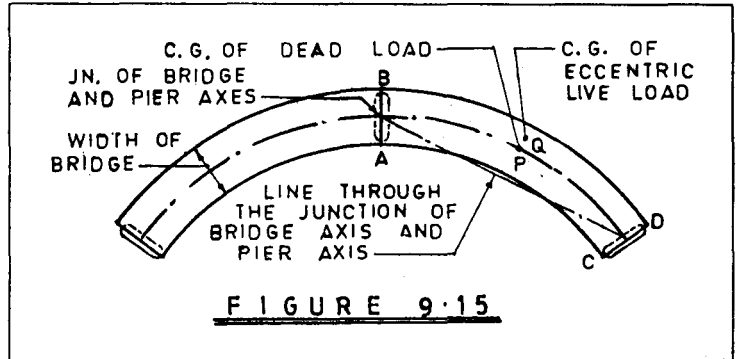 C.G. OF DEAD LOAD
C.G. OF
ECCENTRIC
LIVE LOAD
JN. OF BRIDGE
AND PIER AXES
B
WIDTH OF
BRIDGE
Q
P
A
LINE THROUGH
THE JUNCTION OF
BRIDGE AXIS AND
PIER AXIS
D
C
FIGURE 9·15